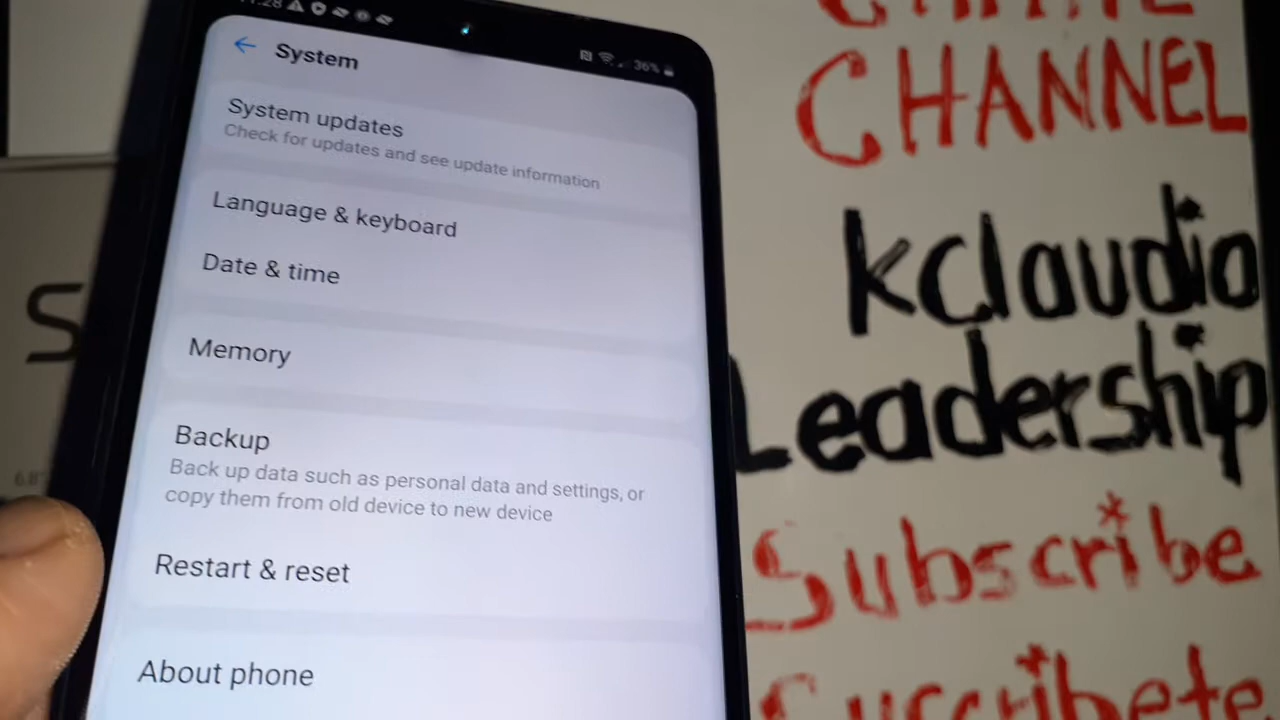 System
36%
System updates
Check for updates and see update information
Language & keyboard
Date & time
Memory
Backup
Back up data such as personal data and settings, or
copy them from old device to new device
Restart & reset
About phone
CHANNEL
kclaudio
Leadership
Subscribe